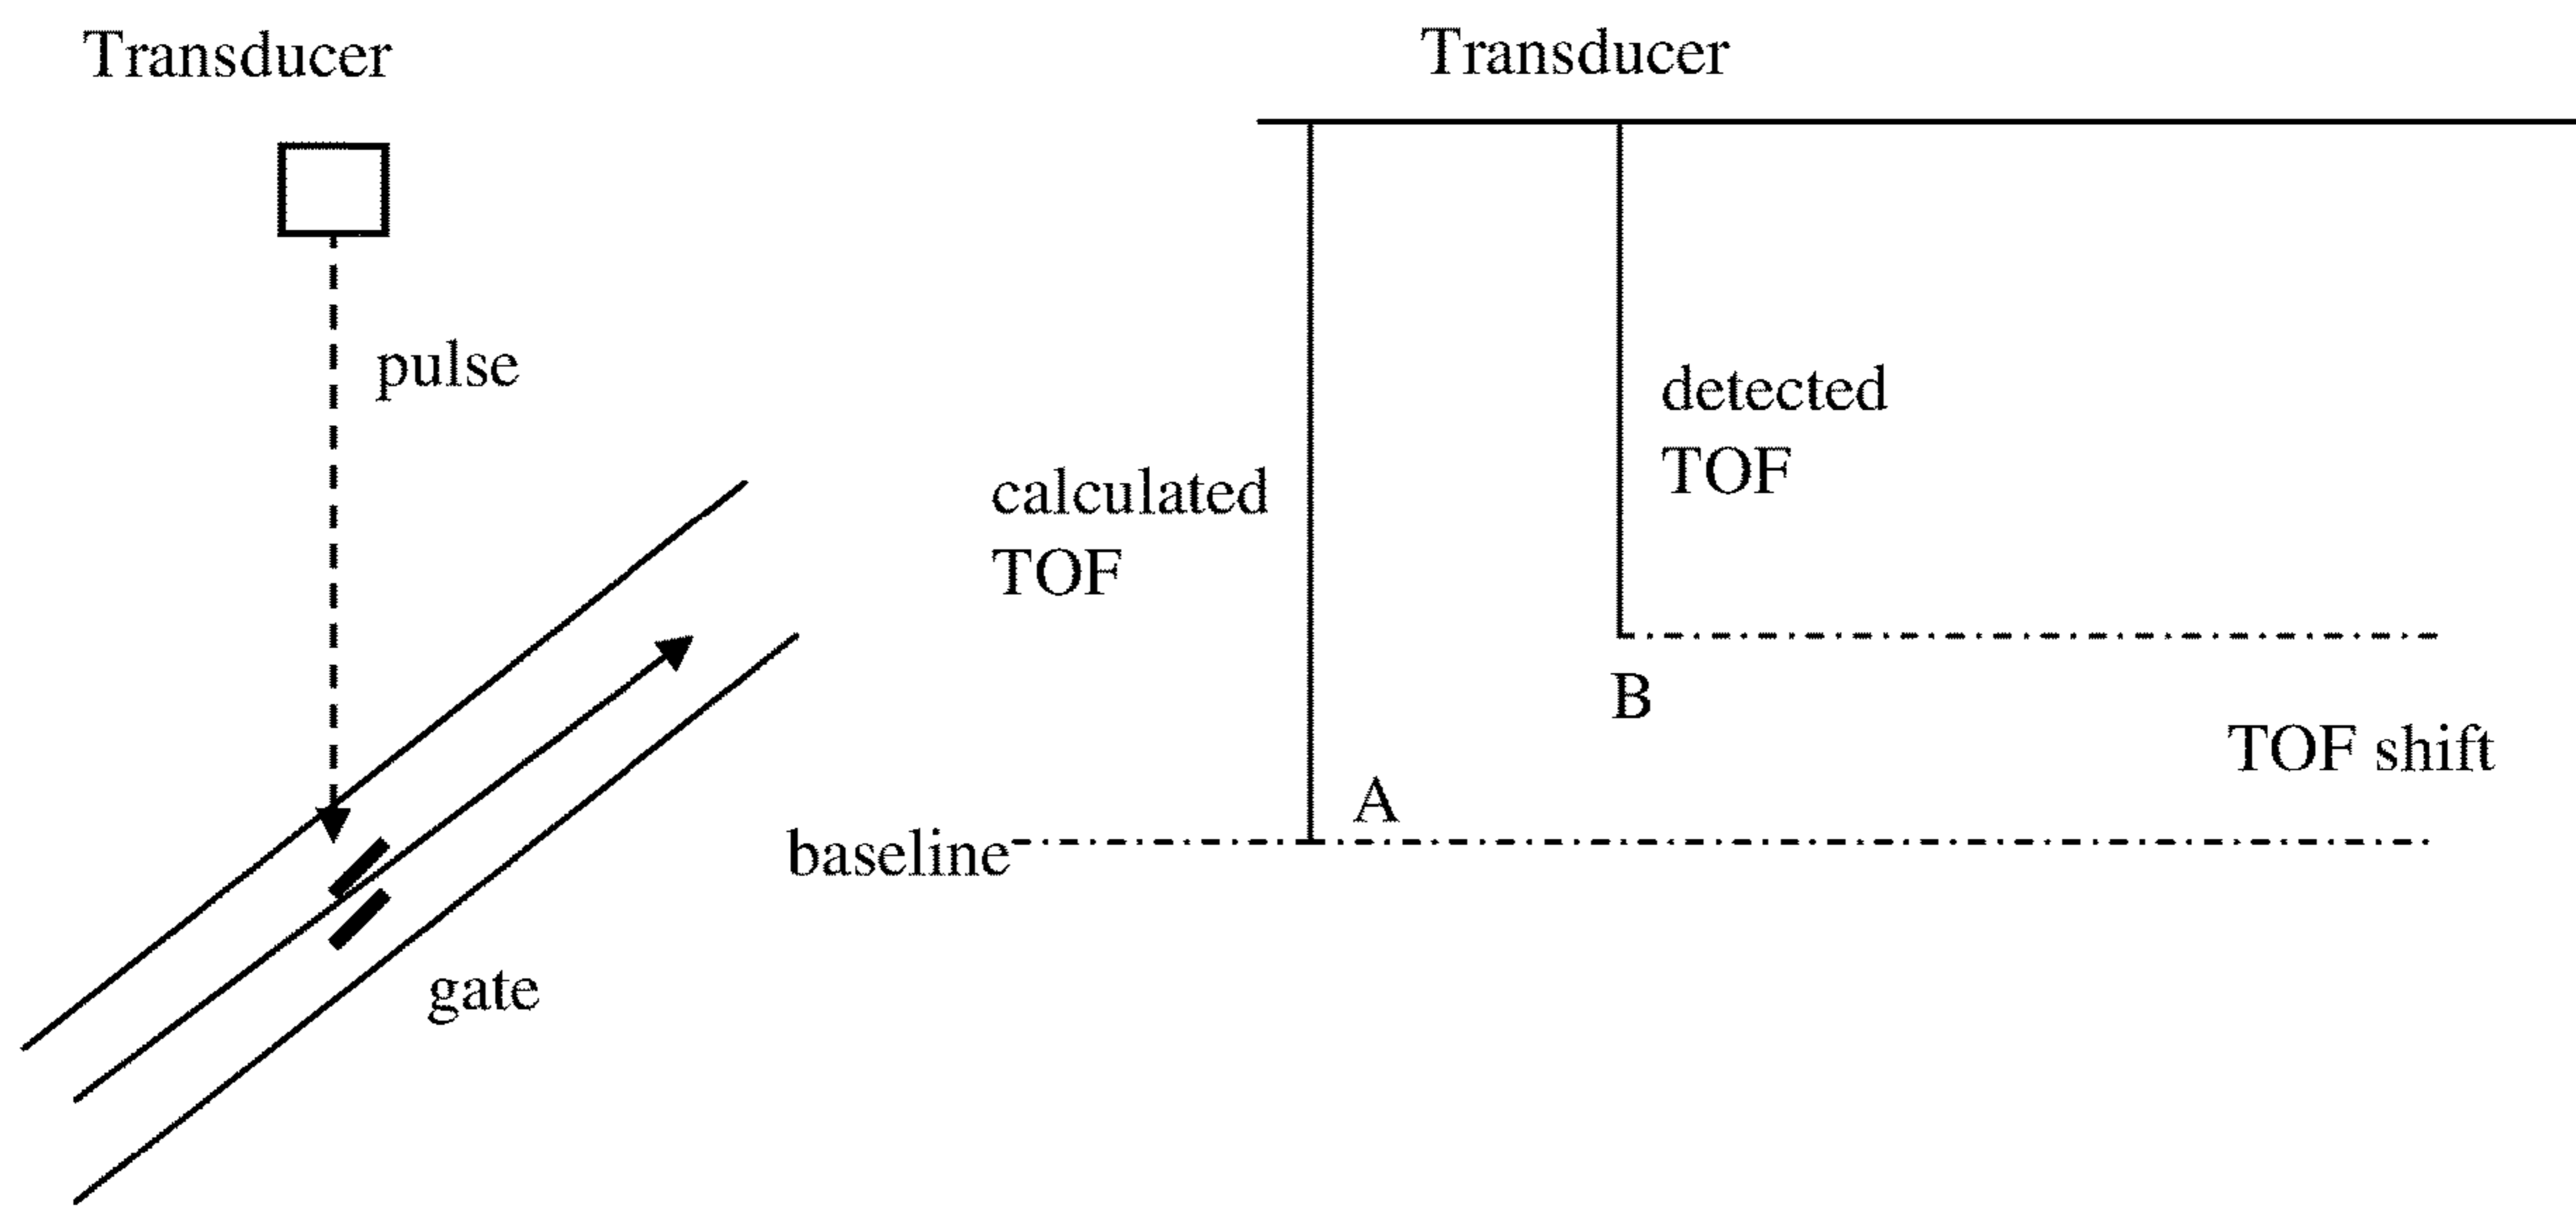 Transducer
pulse
gate
Transducer
detected
TOF
calculated
TOF
B
TOF shift
A
baseline